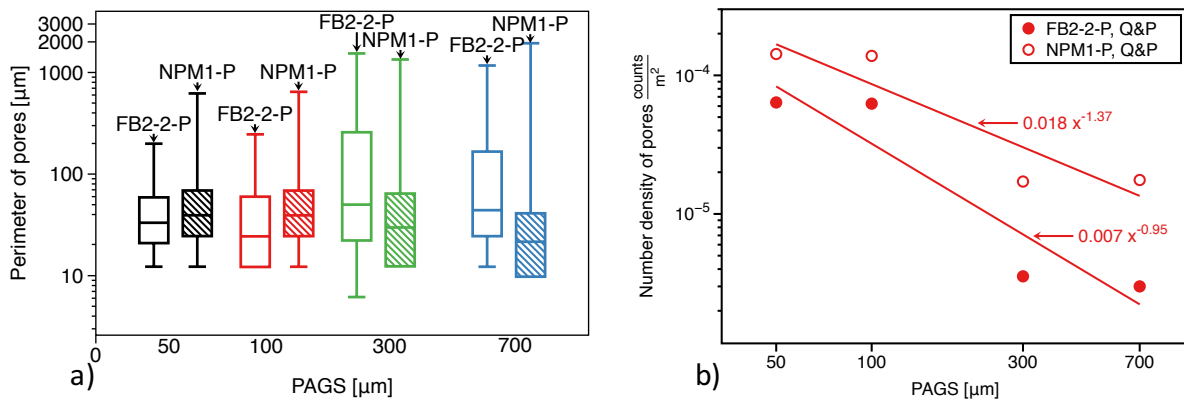 3000
2000
1000
100
10
0
Perimeter of pores [μm]
FB2-2-P
NPM1-P
FB2-2-P
NPM1-P
FB2-2-P
NPM1-P
FB2-2-P
NPM1-P
50
100
300
700
PAGS [μm]
a)
10⁻⁴
10⁻⁵
Number density of pores counts/m²
FB2-2-P, Q&P
NPM1-P, Q&P
0.018 x⁻¹·³⁷
0.007 x⁻⁰·⁹⁵
50
100
300
700
PAGS [μm]
b)